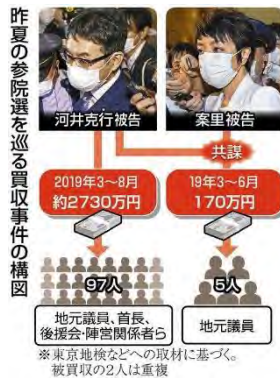 昨夏の参院選を巡る買収事件の構図
河井克行被告
案里被告
共謀
2019年3〜8月
約2730万円
19年3〜6月
170万円
97人
5人
地元議員、首長、
後援会・陣営関係者ら
地元議員
※東京地検などへの取材に基づく。
被買収の2人は重複